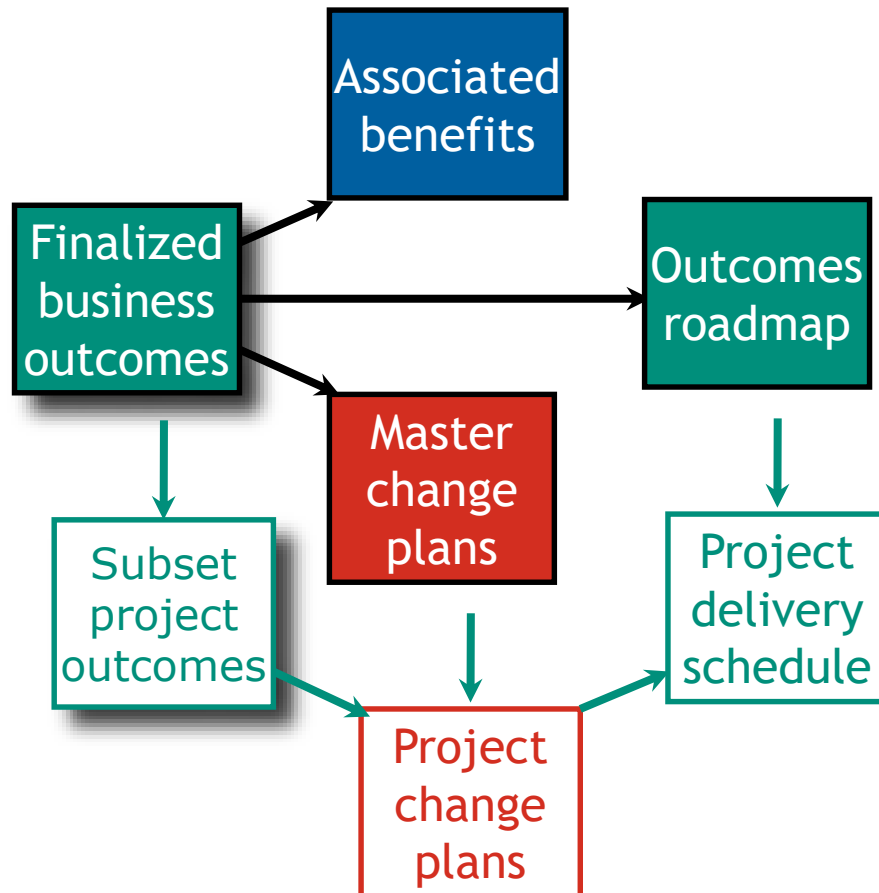 Associated
benefits
Finalized
business
outcomes
Outcomes
roadmap
Master
change
plans
Subset
project
outcomes
Project
delivery
schedule
Project
change
plans